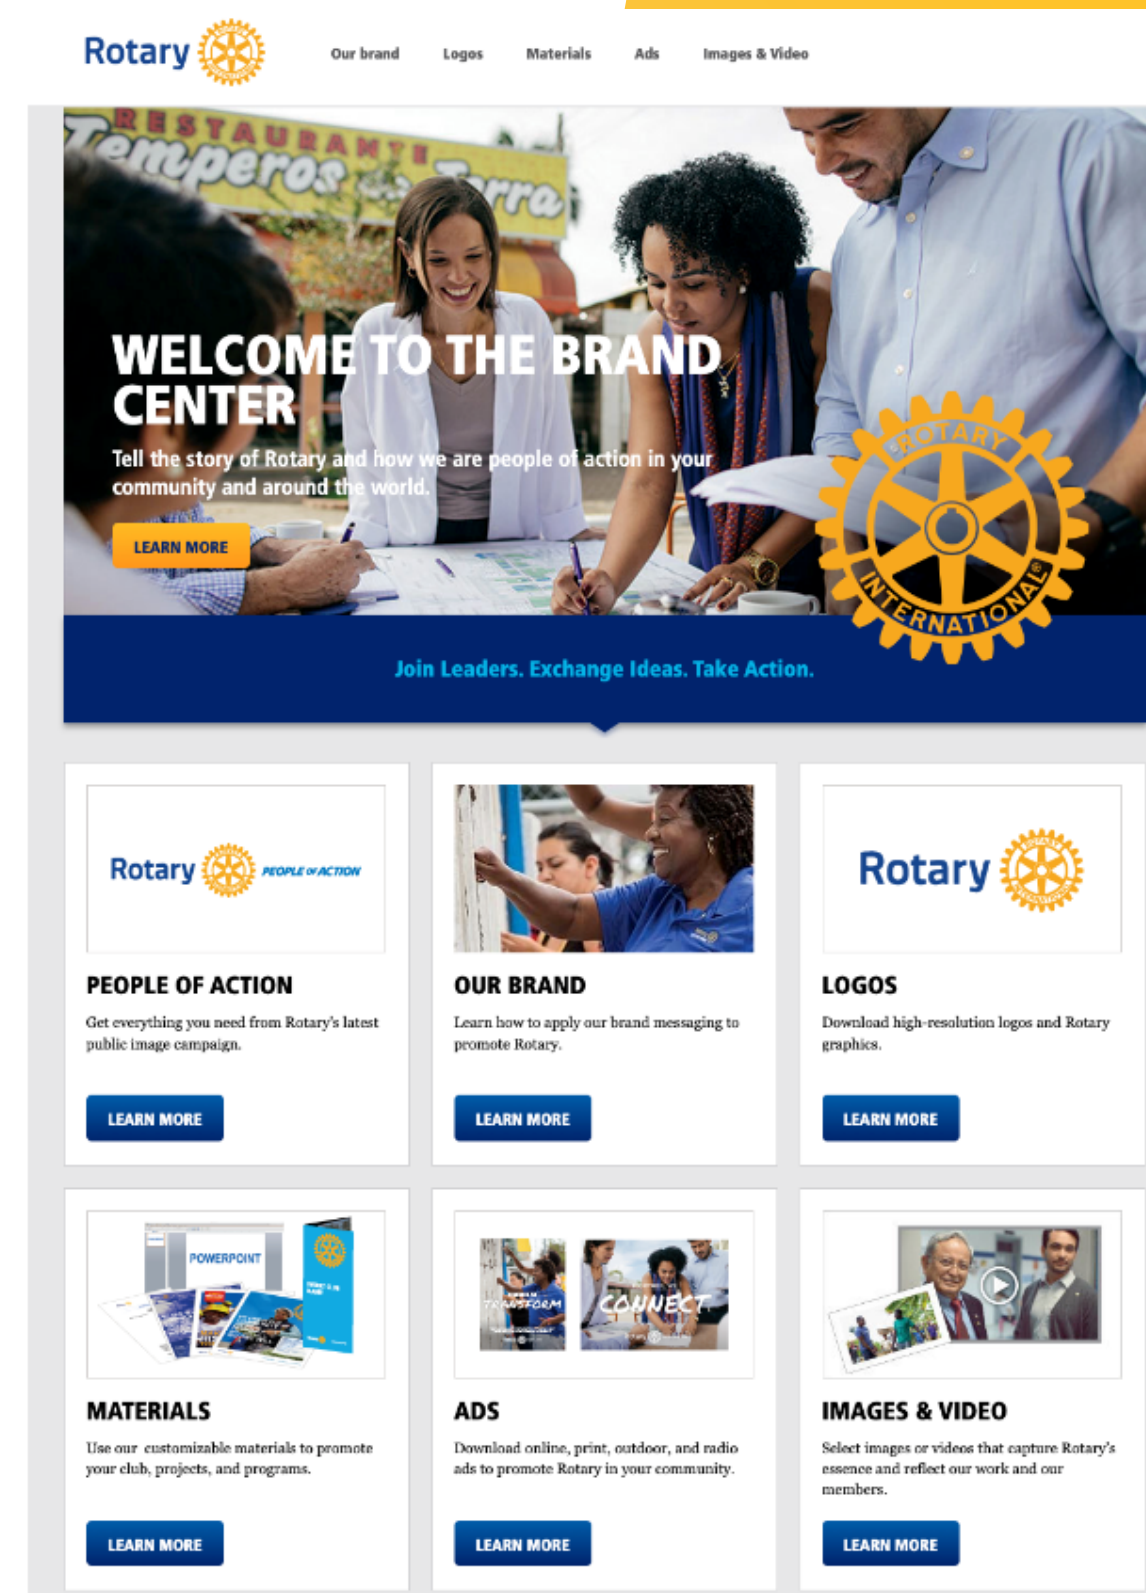 Rotary
ROTARY
INTERNATIONAL
Our brand
Logos
Materials
Ads
Images & Video
RESTAURANTE
Temperos da Terra
WELCOME TO THE BRAND
CENTER
Tell the story of Rotary and how we are people of action in your
community and around the world.
LEARN MORE
ROTARY
INTERNATIONAL®
Join Leaders. Exchange Ideas. Take Action.
Rotary
PEOPLE OF ACTION
PEOPLE OF ACTION
Get everything you need from Rotary's latest
public image campaign.
LEARN MORE
OUR BRAND
Learn how to apply our brand messaging to
promote Rotary.
LEARN MORE
Rotary
ROTARY
INTERNATIONAL
LOGOS
Download high-resolution logos and Rotary
graphics.
LEARN MORE
POWERPOINT
MATERIALS
Use our customizable materials to promote
your club, projects, and programs.
LEARN MORE
TRANSFORM
CONNECT
ADS
Download online, print, outdoor, and radio
ads to promote Rotary in your community.
LEARN MORE
IMAGES & VIDEO
Select images or videos that capture Rotary's
essence and reflect our work and our
members.
LEARN MORE